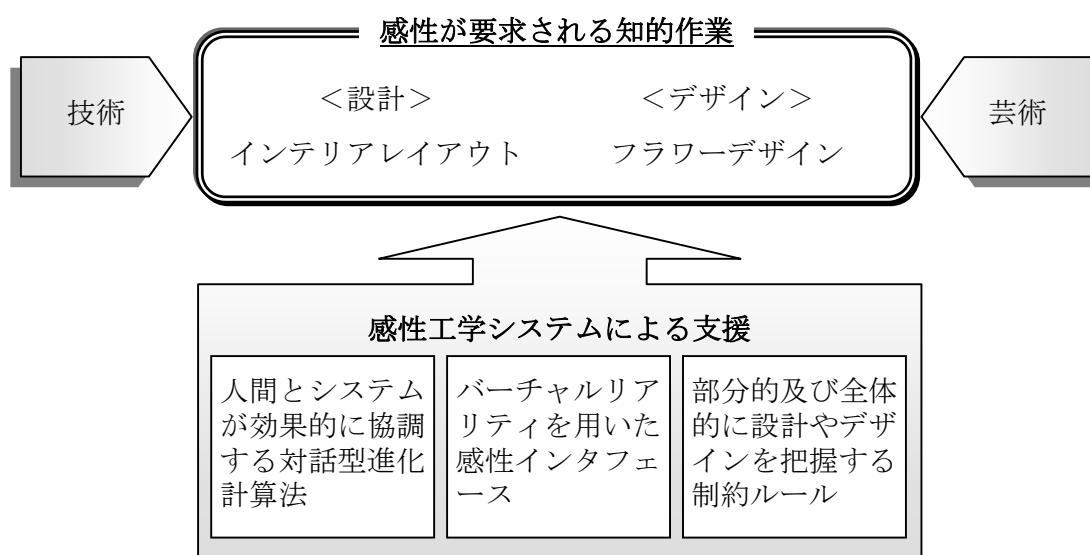 感性が要求される知的作業
技術
＜設計＞
＜デザイン＞
芸術
インテリアレイアウト
フラワーデザイン
感性工学システムによる支援
人間とシステム
が効果的に協調
する対話型進化
計算法
バーチャルリア
リティを用いた
感性インタフェ
ース
部分的及び全体
的に設計やデザ
インを把握する
制約ルール